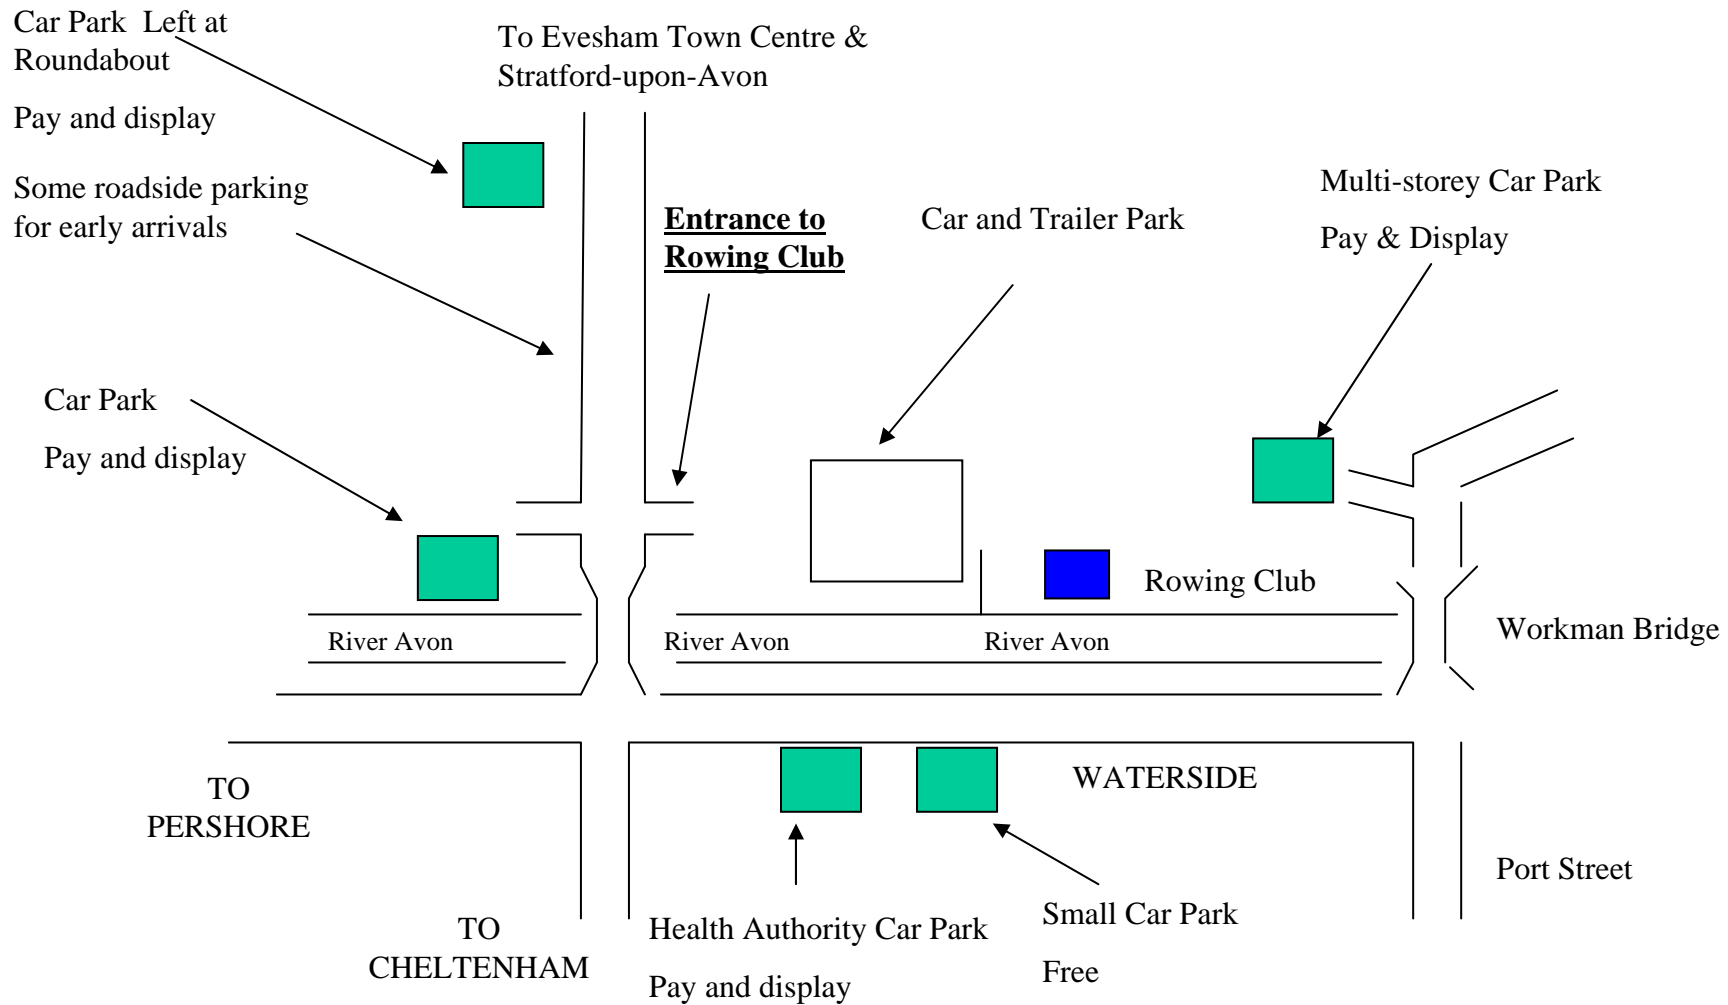 Car Park  Left at
Roundabout
Pay and display
Some roadside parking
for early arrivals
To Evesham Town Centre &
Stratford-upon-Avon
Entrance to
Rowing Club
Car and Trailer Park
Multi-storey Car Park
Pay & Display
Car Park
Pay and display
Rowing Club
River Avon
River Avon
River Avon
Workman Bridge
TO
PERSHORE
WATERSIDE
Port Street
TO
CHELTENHAM
Health Authority Car Park
Pay and display
Small Car Park
Free